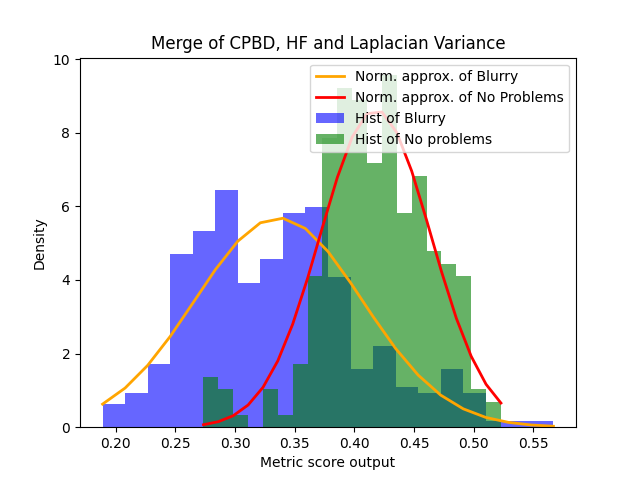 Merge of CPBD, HF and Laplacian Variance
Norm. approx. of Blurry
Norm. approx. of No Problems
Hist of Blurry
Hist of No problems
Density
10
8
6
4
2
0
0.20 0.25 0.30 0.35 0.40 0.45 0.50 0.55
Metric score output